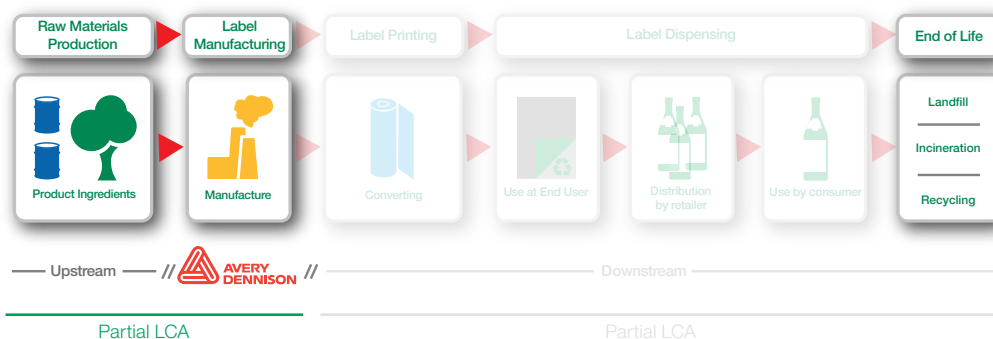 Raw Materials
Production
Label
Manufacturing
Label Printing
Label Dispensing
End of Life
Product Ingredients
Manufacture
Converting
Use at End User
Distribution
by retailer
Use by consumer
Landfill
Incineration
Recycling
Upstream
//
AVERY
DENNISON
//
Downstream
Partial LCA
Partial LCA